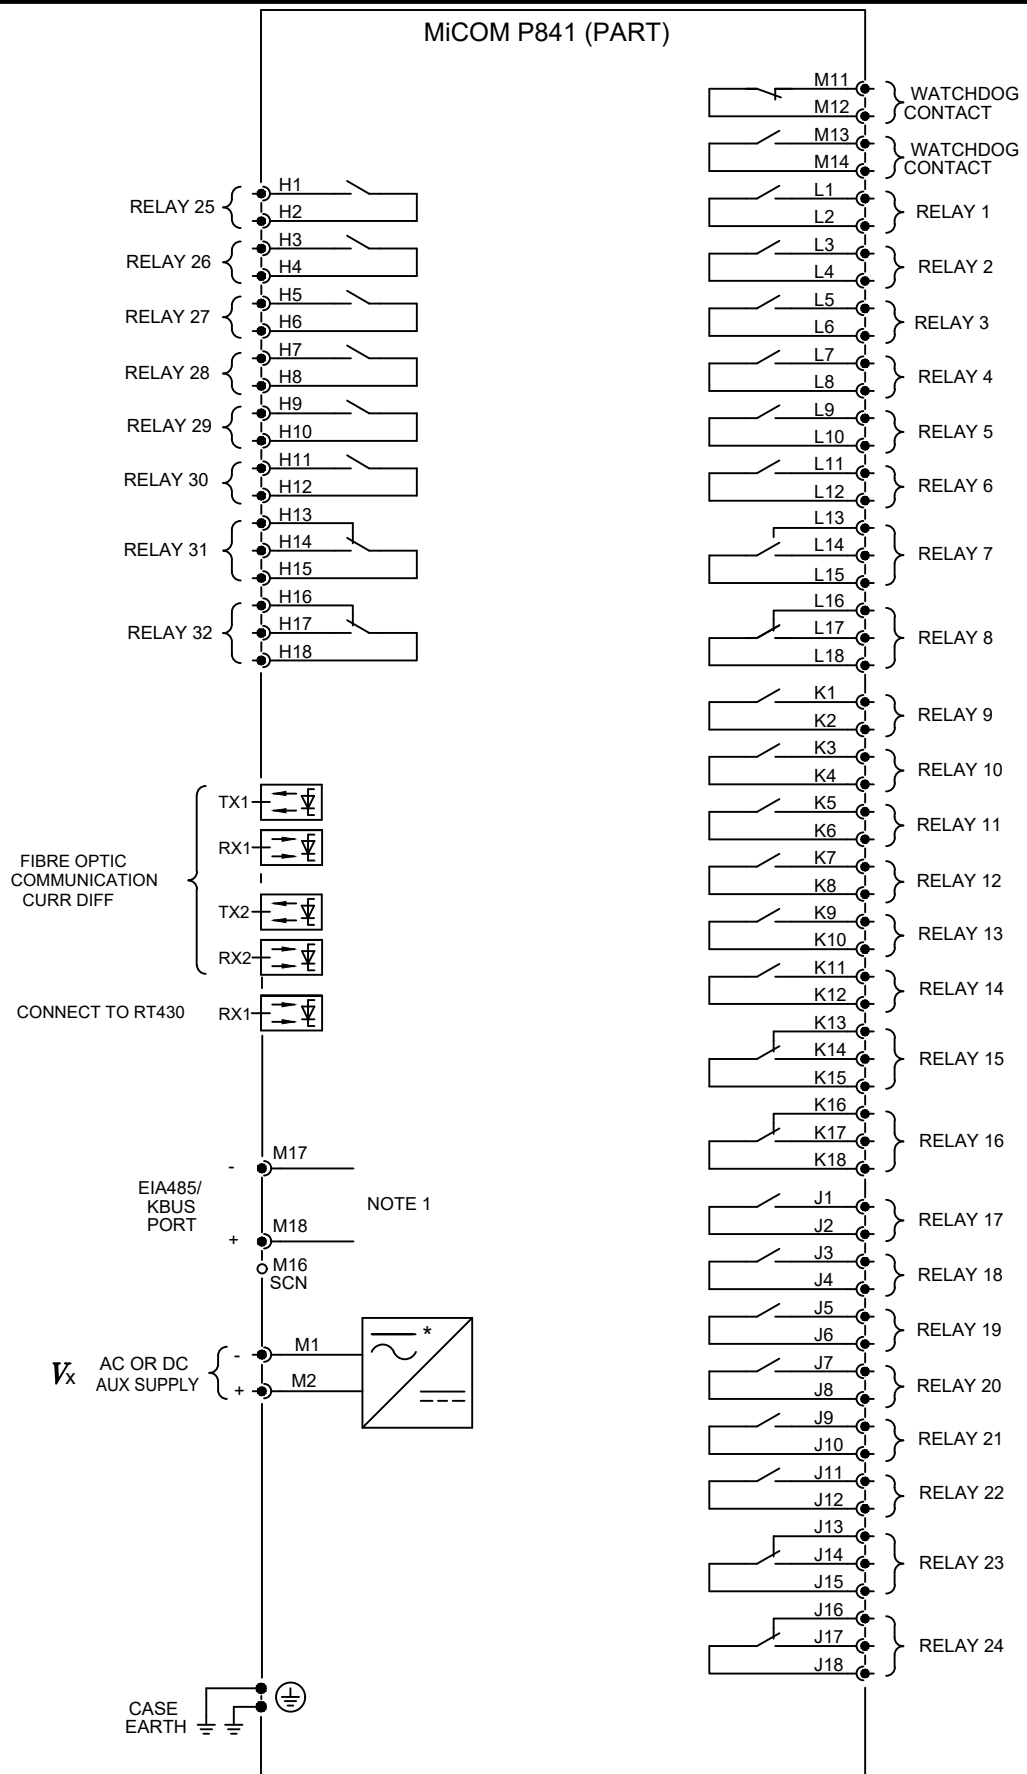 MiCOM P841 (PART)
RELAY 25
H1
H2
RELAY 26
H3
H4
RELAY 27
H5
H6
RELAY 28
H7
H8
RELAY 29
H9
H10
RELAY 30
H11
H12
RELAY 31
H13
H14
H15
RELAY 32
H16
H17
H18
FIBRE OPTIC
COMMUNICATION
CURR DIFF
TX1
RX1
TX2
RX2
CONNECT TO RT430
RX1
EIA485/
KBUS
PORT
-
M17
+
M18
NOTE 1
M16
SCN
Vx
AC OR DC
AUX SUPPLY
-
M1
+
M2
*
CASE
EARTH
M11
M12
WATCHDOG
CONTACT
M13
M14
WATCHDOG
CONTACT
L1
L2
RELAY 1
L3
L4
RELAY 2
L5
L6
RELAY 3
L7
L8
RELAY 4
L9
L10
RELAY 5
L11
L12
RELAY 6
L13
L14
L15
RELAY 7
L16
L17
L18
RELAY 8
K1
K2
RELAY 9
K3
K4
RELAY 10
K5
K6
RELAY 11
K7
K8
RELAY 12
K9
K10
RELAY 13
K11
K12
RELAY 14
K13
K14
K15
RELAY 15
K16
K17
K18
RELAY 16
J1
J2
RELAY 17
J3
J4
RELAY 18
J5
J6
RELAY 19
J7
J8
RELAY 20
J9
J10
RELAY 21
J11
J12
RELAY 22
J13
J14
J15
RELAY 23
J16
J17
J18
RELAY 24